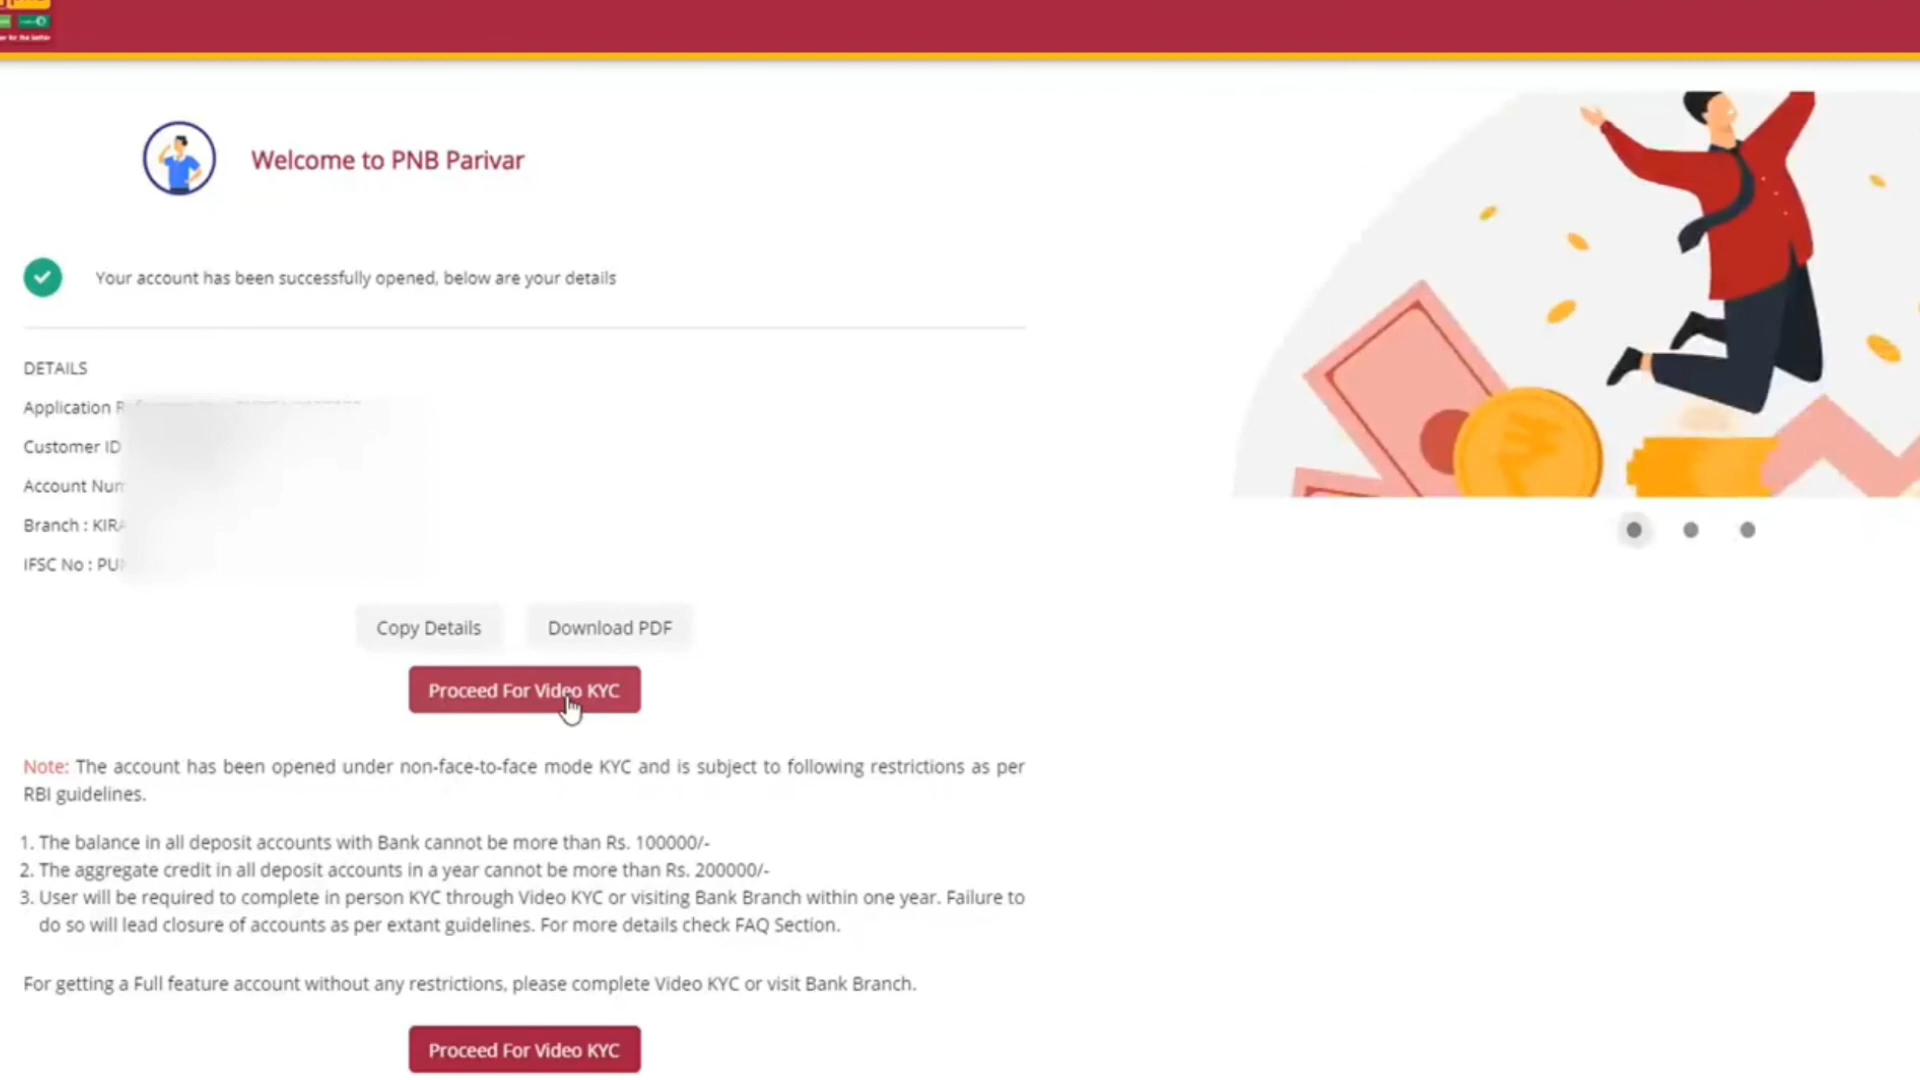 Welcome to PNB Parivar
Your account has been successfully opened, below are your details
DETAILS
Application
Customer ID
Account
Branch :
IFSC No :
Copy Details
Download PDF
Proceed For Video KYC
Note: The account has been opened under non-face-to-face mode KYC and is subject to following restrictions as per
RBI guidelines.
1. The balance in all deposit accounts with Bank cannot be more than Rs. 100000/-
2. The aggregate credit in all deposit accounts in a year cannot be more than Rs. 200000/-
3. User will be required to complete in person KYC through Video KYC or visiting Bank Branch within one year. Failure to
do so will lead closure of accounts as per extant guidelines. For more details check FAQ Section.
For getting a Full feature account without any restrictions, please complete Video KYC or visit Bank Branch.
Proceed For Video KYC